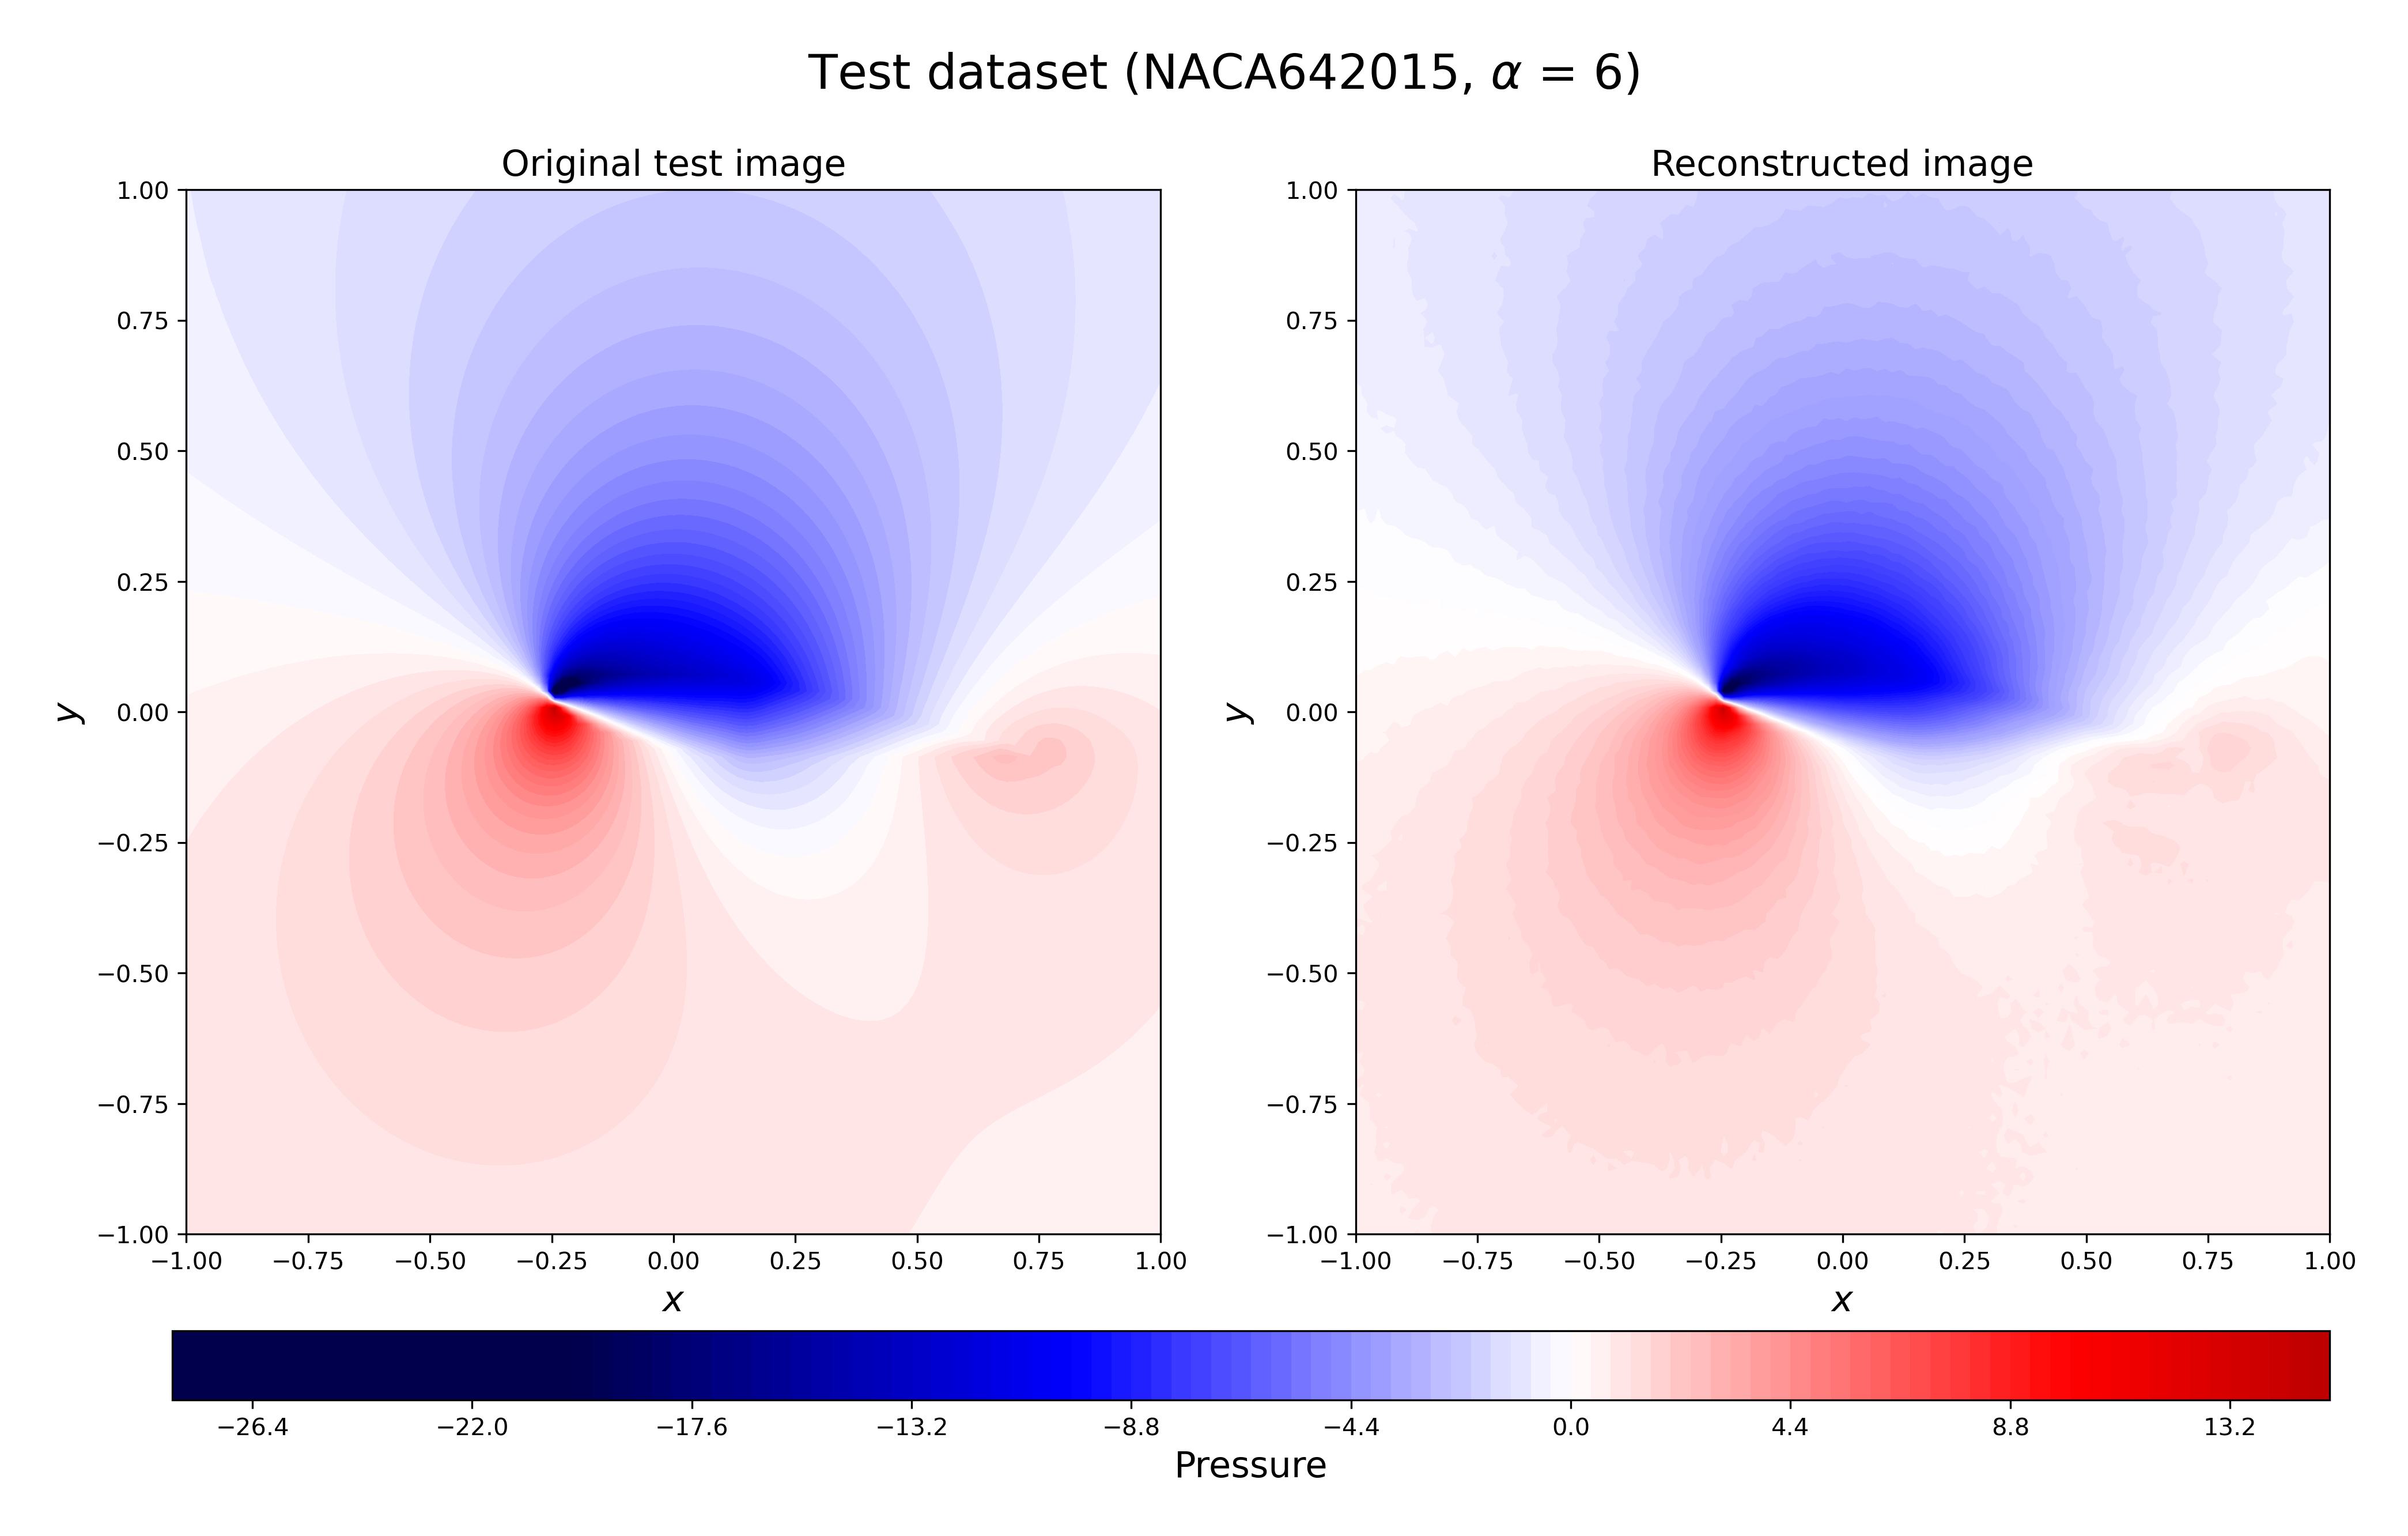 Test dataset (NACA642015, α = 6)
Original test image
1.00
0.75
0.50
0.25
0.00
−0.25
−0.50
−0.75
−1.00
y
−1.00 −0.75 −0.50 −0.25 0.00 0.25 0.50 0.75 1.00
x
Reconstructed image
1.00
0.75
0.50
0.25
0.00
−0.25
−0.50
−0.75
−1.00
y
−1.00 −0.75 −0.50 −0.25 0.00 0.25 0.50 0.75 1.00
x
−26.4 −22.0 −17.6 −13.2 −8.8 −4.4 0.0 4.4 8.8 13.2
Pressure